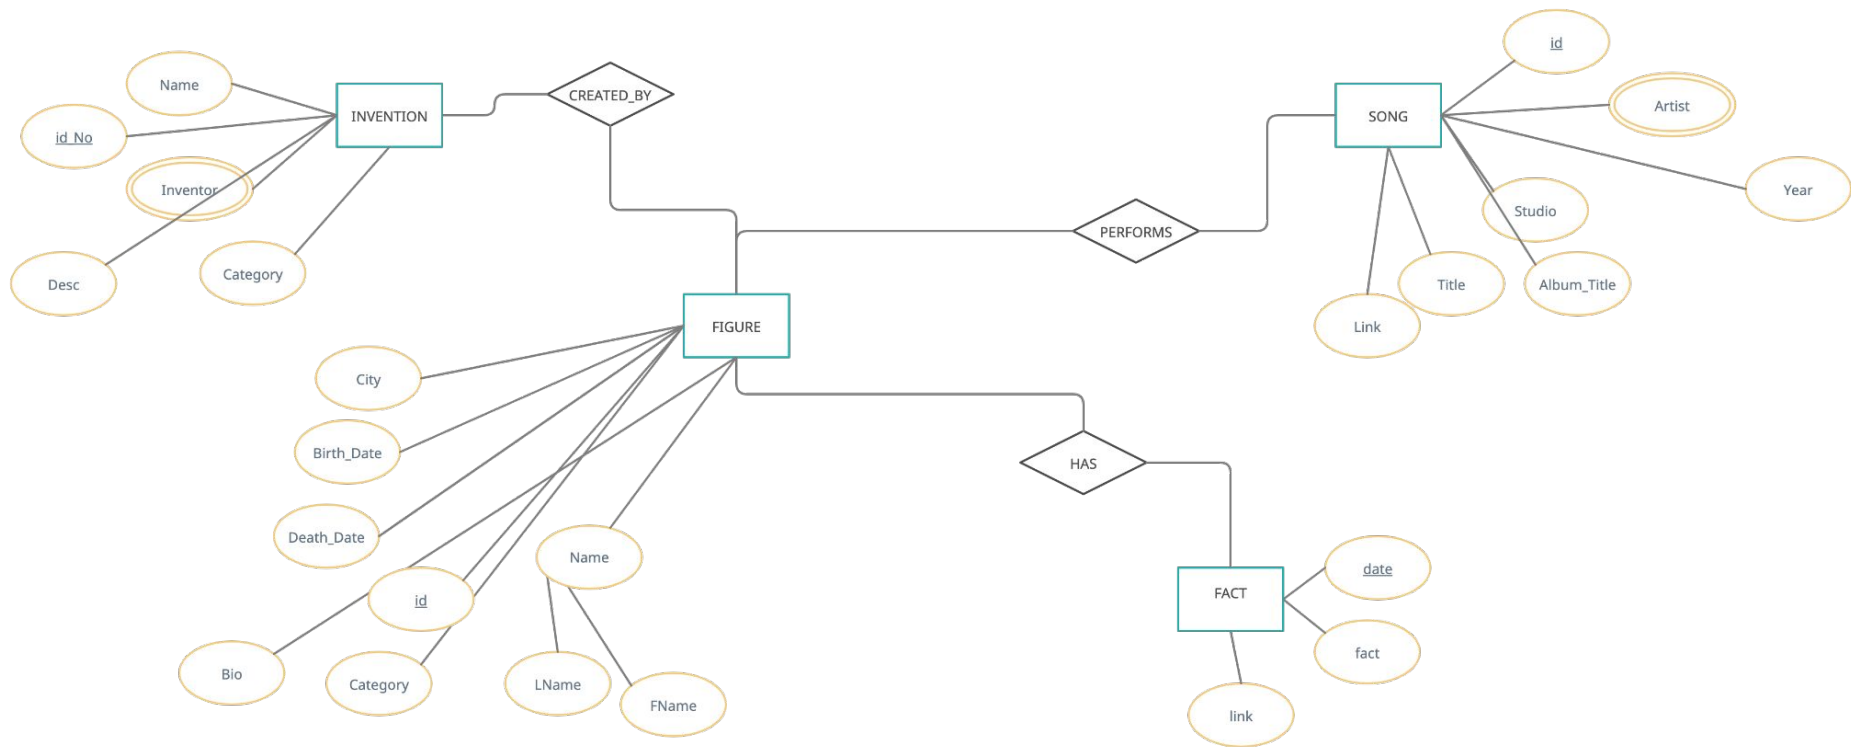 id
Name
CREATED_BY
Artist
INVENTION
SONG
id_No
Inventor
Year
Studio
PERFORMS
Category
Desc
Title
Album_Title
FIGURE
Link
City
Birth_Date
HAS
Death_Date
Name
date
FACT
id
fact
Bio
Category
LName
FName
link